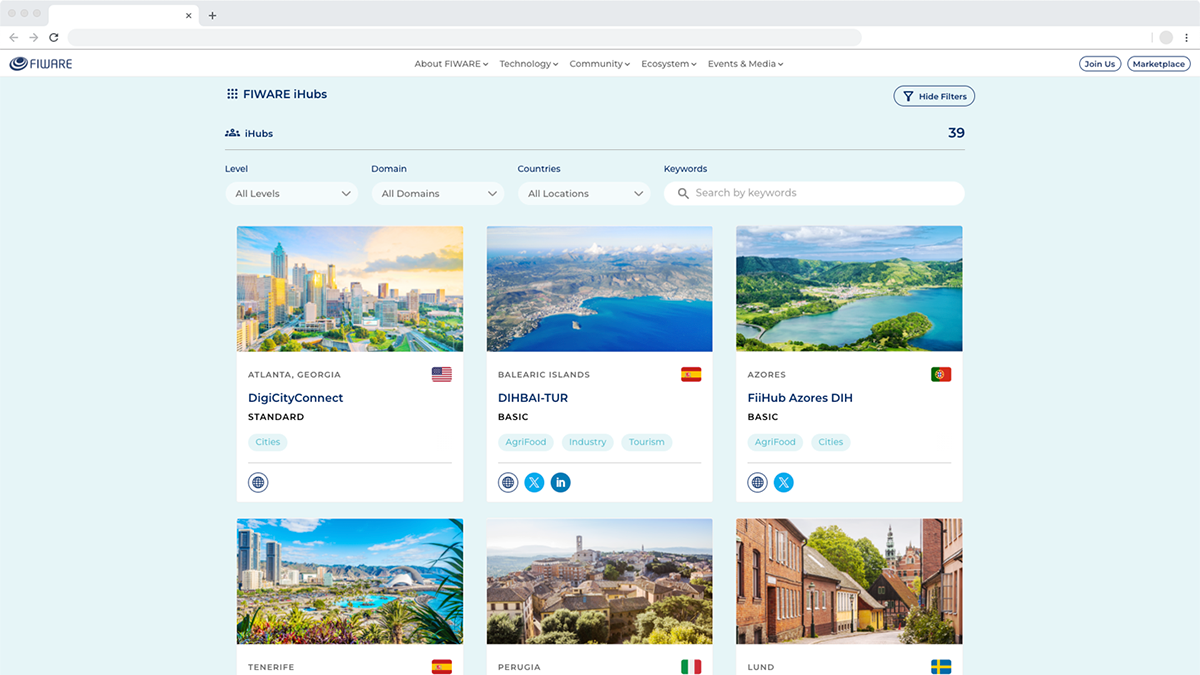 FIWARE
About FIWARE
Technology
Community
Ecosystem
Events & Media
Join Us
Marketplace
FIWARE iHubs
Hide Filters
iHubs
39
Level
Domain
Countries
Keywords
All Levels
All Domains
All Locations
Search by keywords
ATLANTA, GEORGIA
DigiCityConnect
STANDARD
Cities
BALEARIC ISLANDS
DIHBAI-TUR
BASIC
AgriFood
Industry
Tourism
in
AZORES
FiiHub Azores DIH
BASIC
AgriFood
Cities
TENERIFE
PERUGIA
LUND